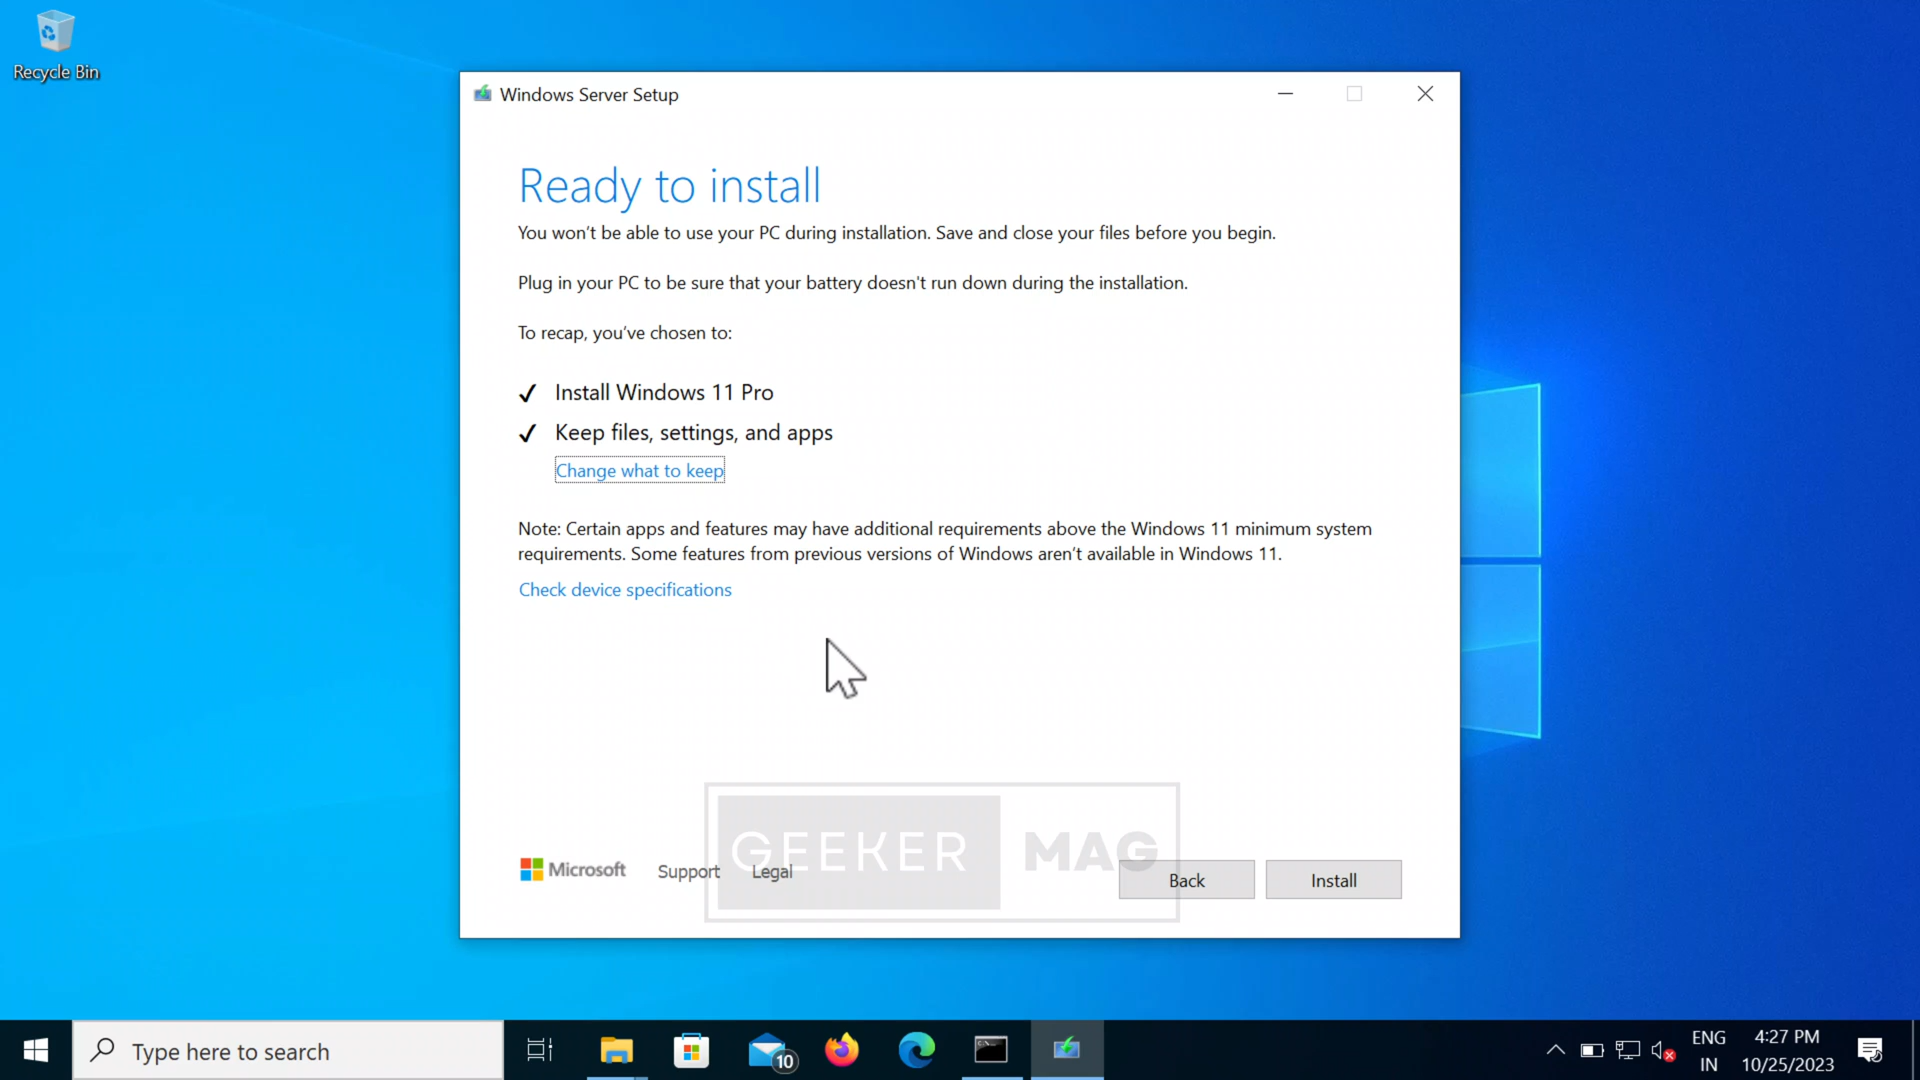 Recycle Bin
Windows Server Setup
Ready to install
You won't be able to use your PC during installation. Save and close your files before you begin.
Plug in your PC to be sure that your battery doesn't run down during the installation.
To recap, you've chosen to:
Install Windows 11 Pro
Keep files, settings, and apps
Change what to keep
Note: Certain apps and features may have additional requirements above the Windows 11 minimum system
requirements. Some features from previous versions of Windows aren't available in Windows 11.
Check device specifications
GEEKER MAG
Microsoft Support Legal
Back Install
Type here to search
10
ENG
IN
4:27 PM
10/25/2023